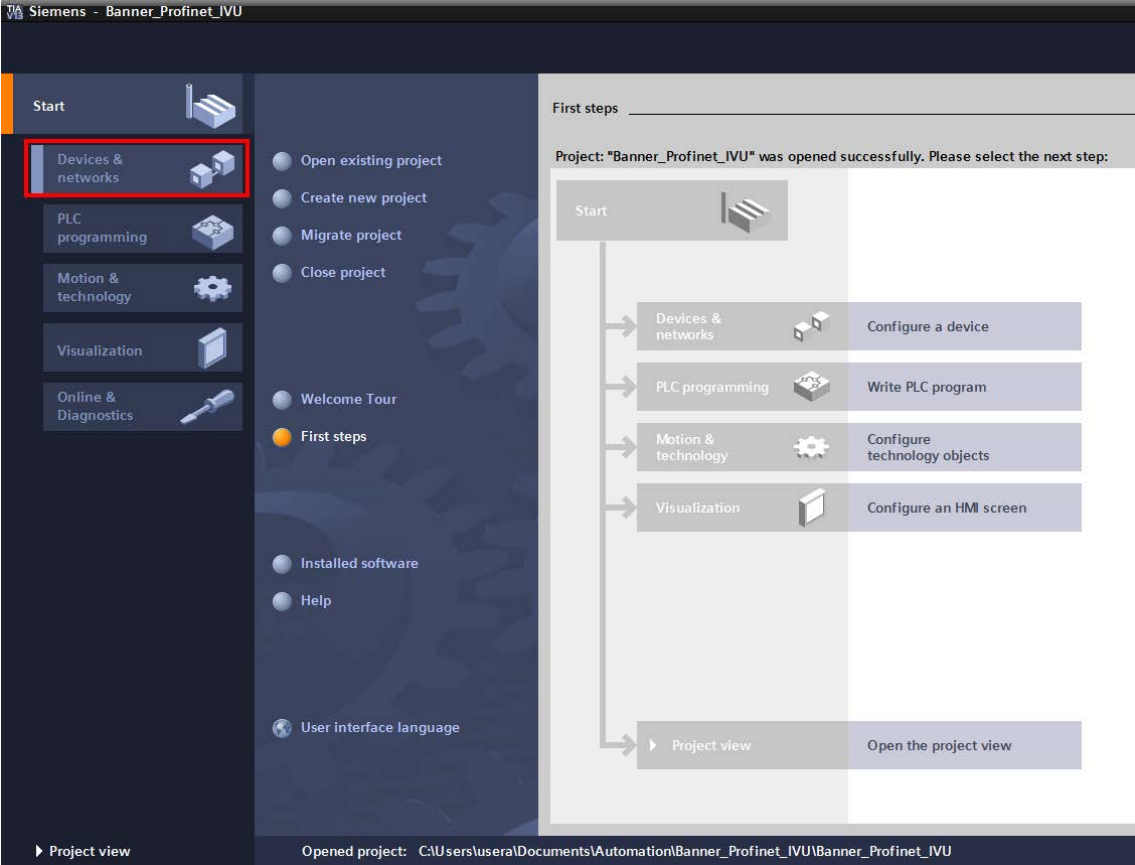 TIA
V13
Siemens - Banner_Profinet_IVU
Start
Devices &
networks
PLC
programming
Motion &
technology
Visualization
Online &
Diagnostics
Open existing project
Create new project
Migrate project
Close project
Welcome Tour
First steps
Installed software
Help
User interface language
First steps
Project: "Banner_Profinet_IVU" was opened successfully. Please select the next step:
Start
Devices &
networks
Configure a device
PLC programming
Write PLC program
Motion &
technology
Configure
technology objects
Visualization
Configure an HMI screen
Project view
Open the project view
Project view
Opened project: C:\Users\usera\Documents\Automation\Banner_Profinet_IVU\Banner_Profinet_IVU